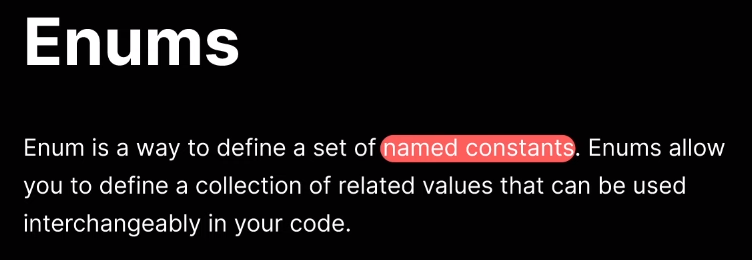 Enums
Enum is a way to define a set of named constants. Enums allow
you to define a collection of related values that can be used
interchangeably in your code.